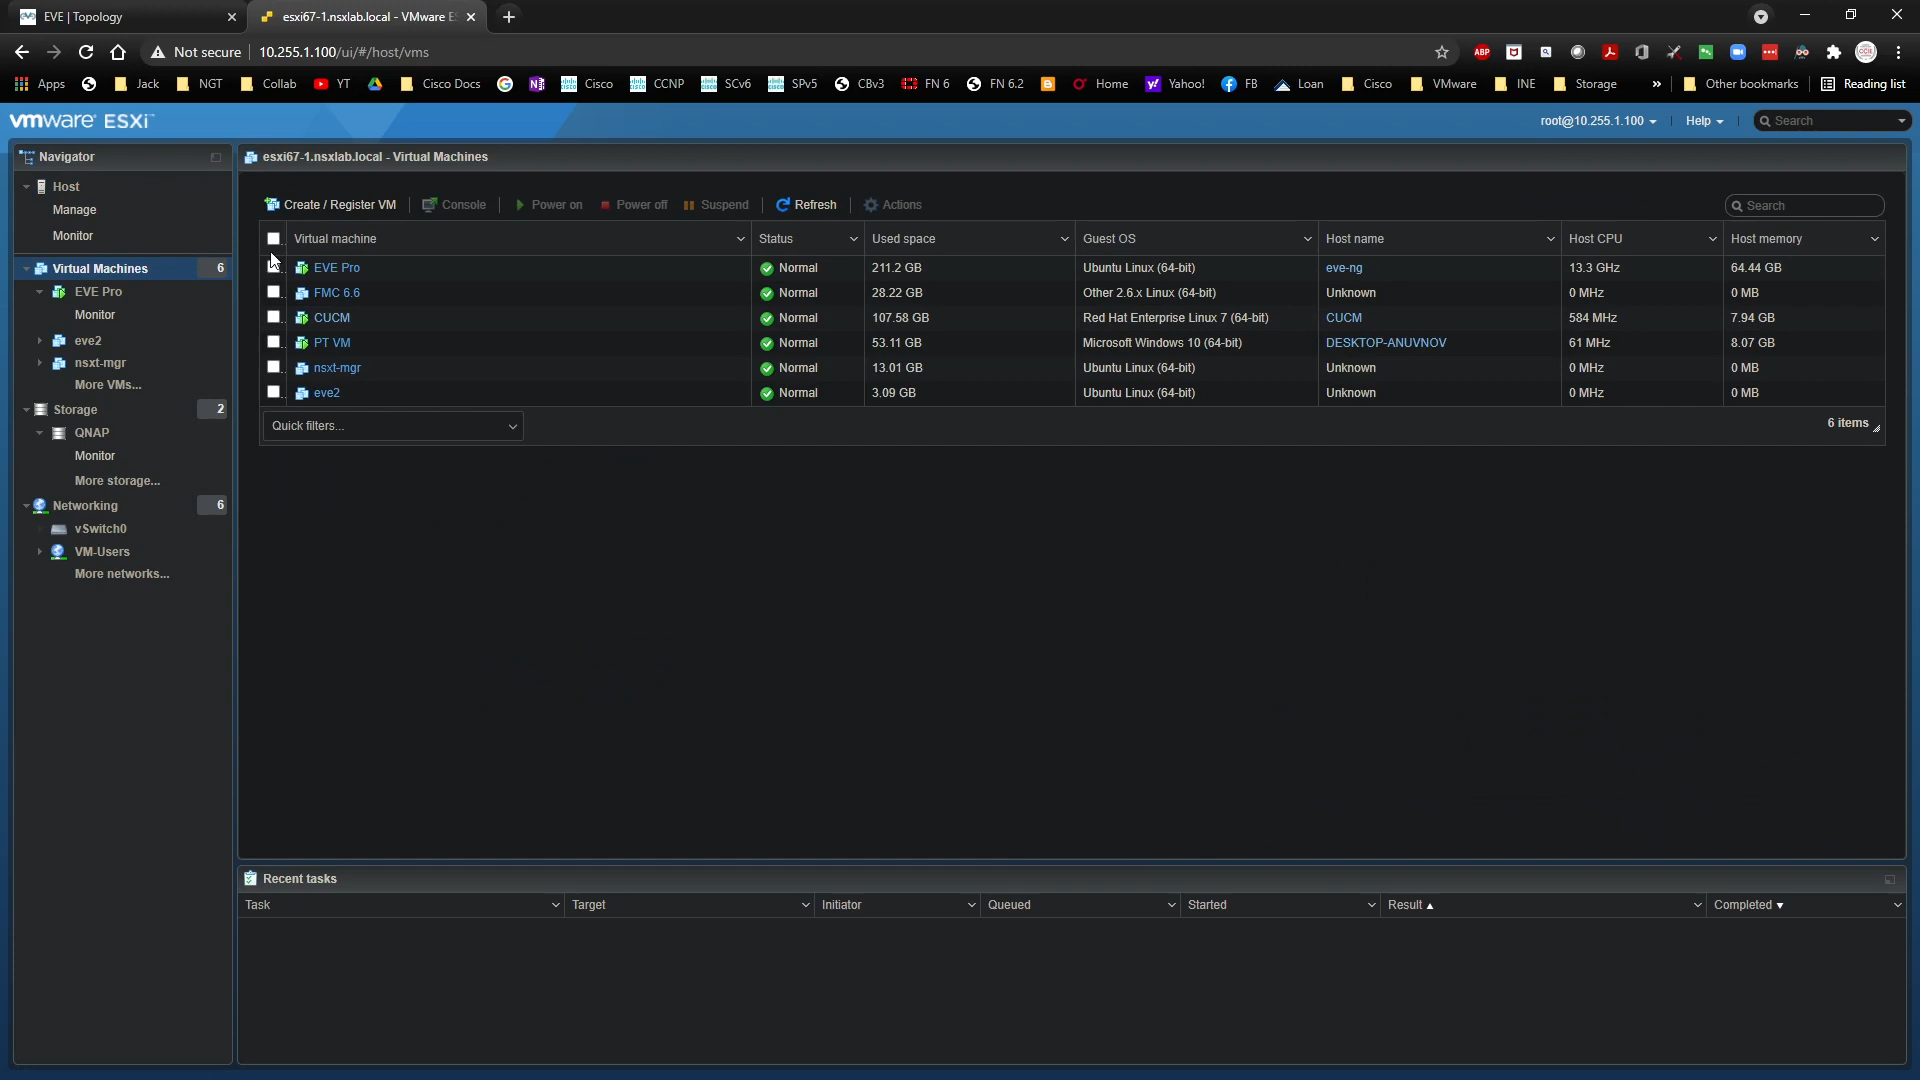 EVE | Topology
esxi67-1.nsxlab.local - VMware ES
Not secure | 10.255.1.100/ui/#/host/vms
Apps Jack NGT Collab YT Cisco Docs Cisco CCNP SCv6 SPv5 CBv3 FN 6 FN 6.2 Home Yahoo! FB Loan Cisco VMware INE Storage » Other bookmarks Reading list
vmware ESXi
root@10.255.1.100 Help Search
Navigator
Host
Manage
Monitor
Virtual Machines 6
EVE Pro
Monitor
eve2
nsxt-mgr
More VMs...
Storage 2
QNAP
Monitor
More storage...
Networking 6
vSwitch0
VM-Users
More networks...
esxi67-1.nsxlab.local - Virtual Machines
Create / Register VM Console Power on Power off Suspend Refresh Actions Search
Virtual machine Status Used space Guest OS Host name Host CPU Host memory
EVE Pro Normal 211.2 GB Ubuntu Linux (64-bit) eve-ng 13.3 GHz 64.44 GB
FMC 6.6 Normal 28.22 GB Other 2.6.x Linux (64-bit) Unknown 0 MHz 0 MB
CUCM Normal 107.58 GB Red Hat Enterprise Linux 7 (64-bit) CUCM 584 MHz 7.94 GB
PT VM Normal 53.11 GB Microsoft Windows 10 (64-bit) DESKTOP-ANUVNOV 61 MHz 8.07 GB
nsxt-mgr Normal 13.01 GB Ubuntu Linux (64-bit) Unknown 0 MHz 0 MB
eve2 Normal 3.09 GB Ubuntu Linux (64-bit) Unknown 0 MHz 0 MB
Quick filters... 6 items
Recent tasks
Task Target Initiator Queued Started Result Completed